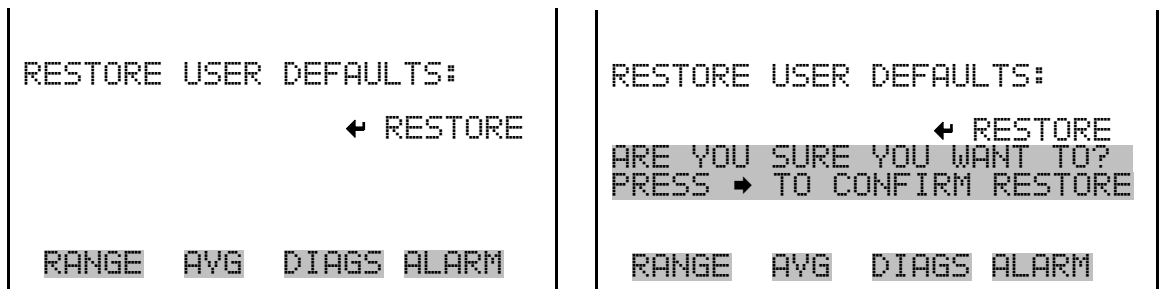 RESTORE USER DEFAULTS:
↵ RESTORE
RANGE AVG DIAGS ALARM
RESTORE USER DEFAULTS:
↵ RESTORE
ARE YOU SURE YOU WANT TO?
PRESS → TO CONFIRM RESTORE
RANGE AVG DIAGS ALARM